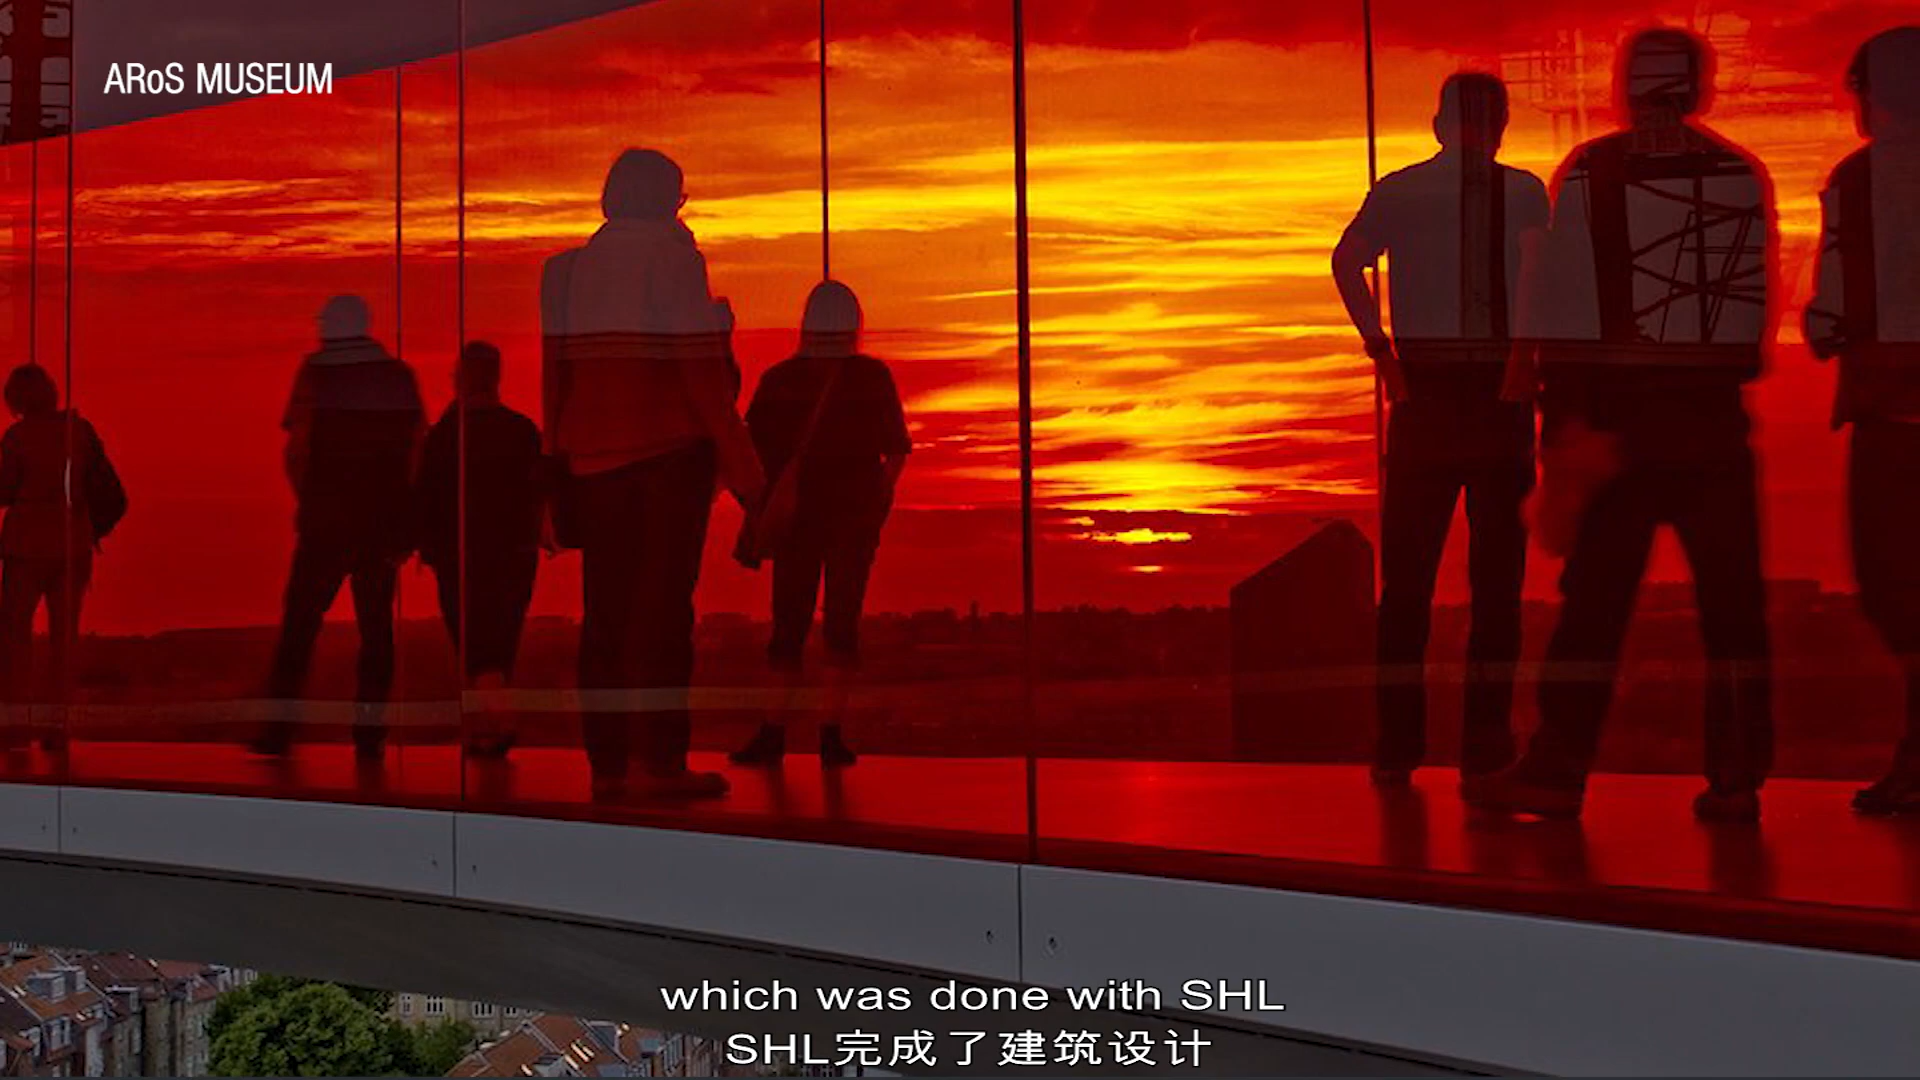 ARoS MUSEUM
which was done with SHL
SHL完成了建筑设计